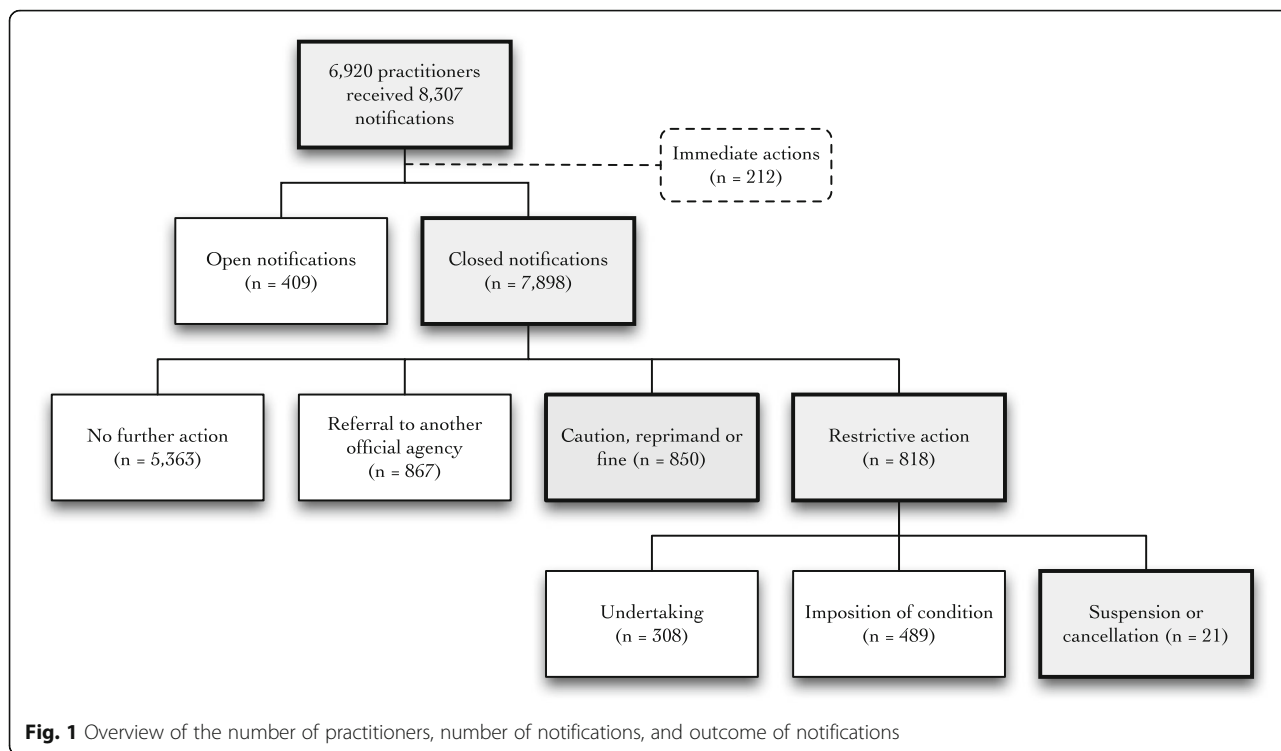 6,920 practitioners
received 8,307
notifications
Immediate actions
(n = 212)
Open notifications
(n = 409)
Closed notifications
(n = 7,898)
No further action
(n = 5,363)
Referral to another
official agency
(n = 867)
Caution, reprimand or
fine (n = 850)
Restrictive action
(n = 818)
Undertaking
(n = 308)
Imposition of condition
(n = 489)
Suspension or
cancellation (n = 21)
Fig. 1 Overview of the number of practitioners, number of notifications, and outcome of notifications